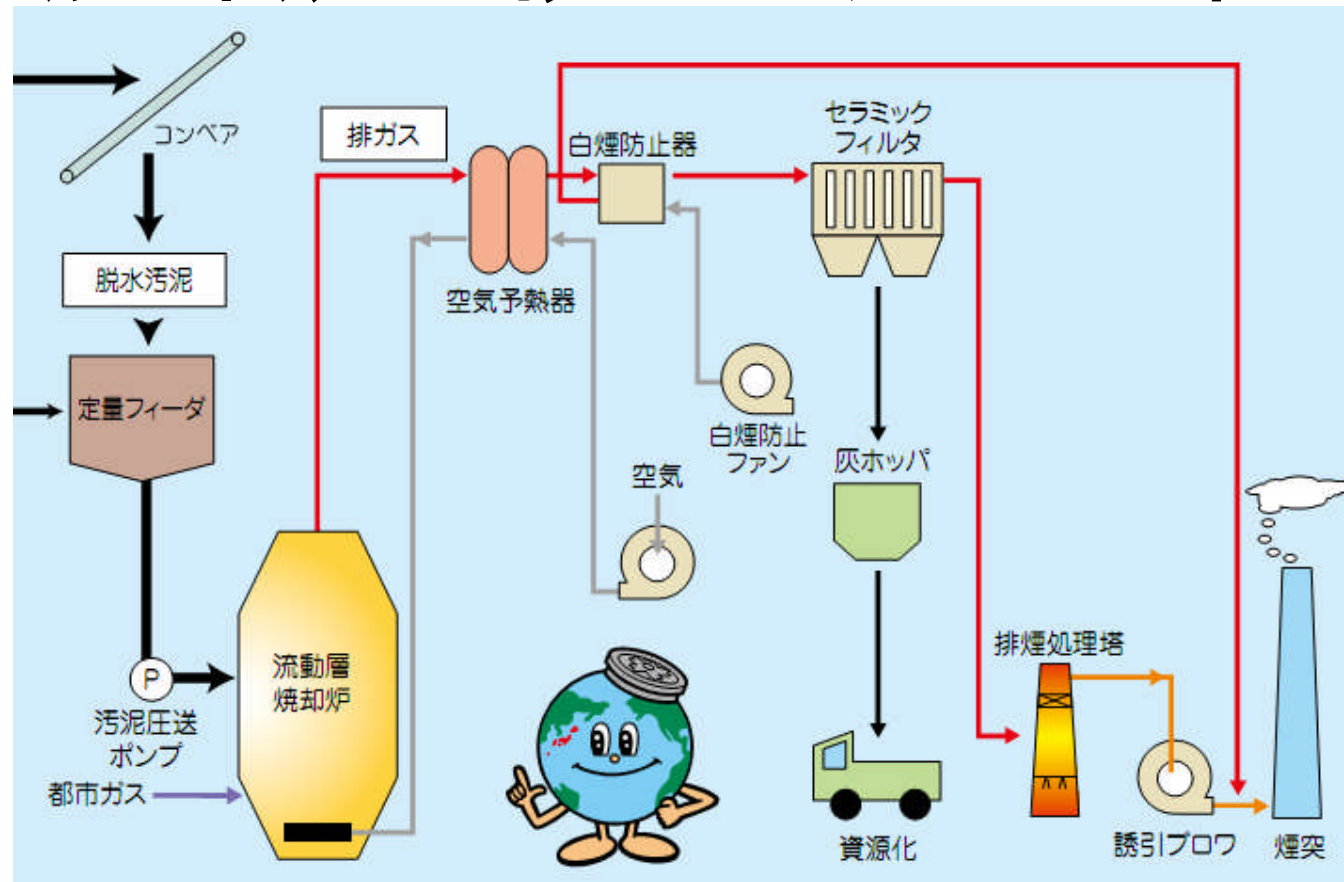 コンベア
排ガス
白煙防止器
セラミック
フィルタ
脱水汚泥
空気予熱器
定量フィーダ
白煙防止
ファン
灰ホッパ
空気
流動層
焼却炉
排煙処理塔
P
汚泥圧送
ポンプ
都市ガス
資源化
誘引ブロワ
煙突